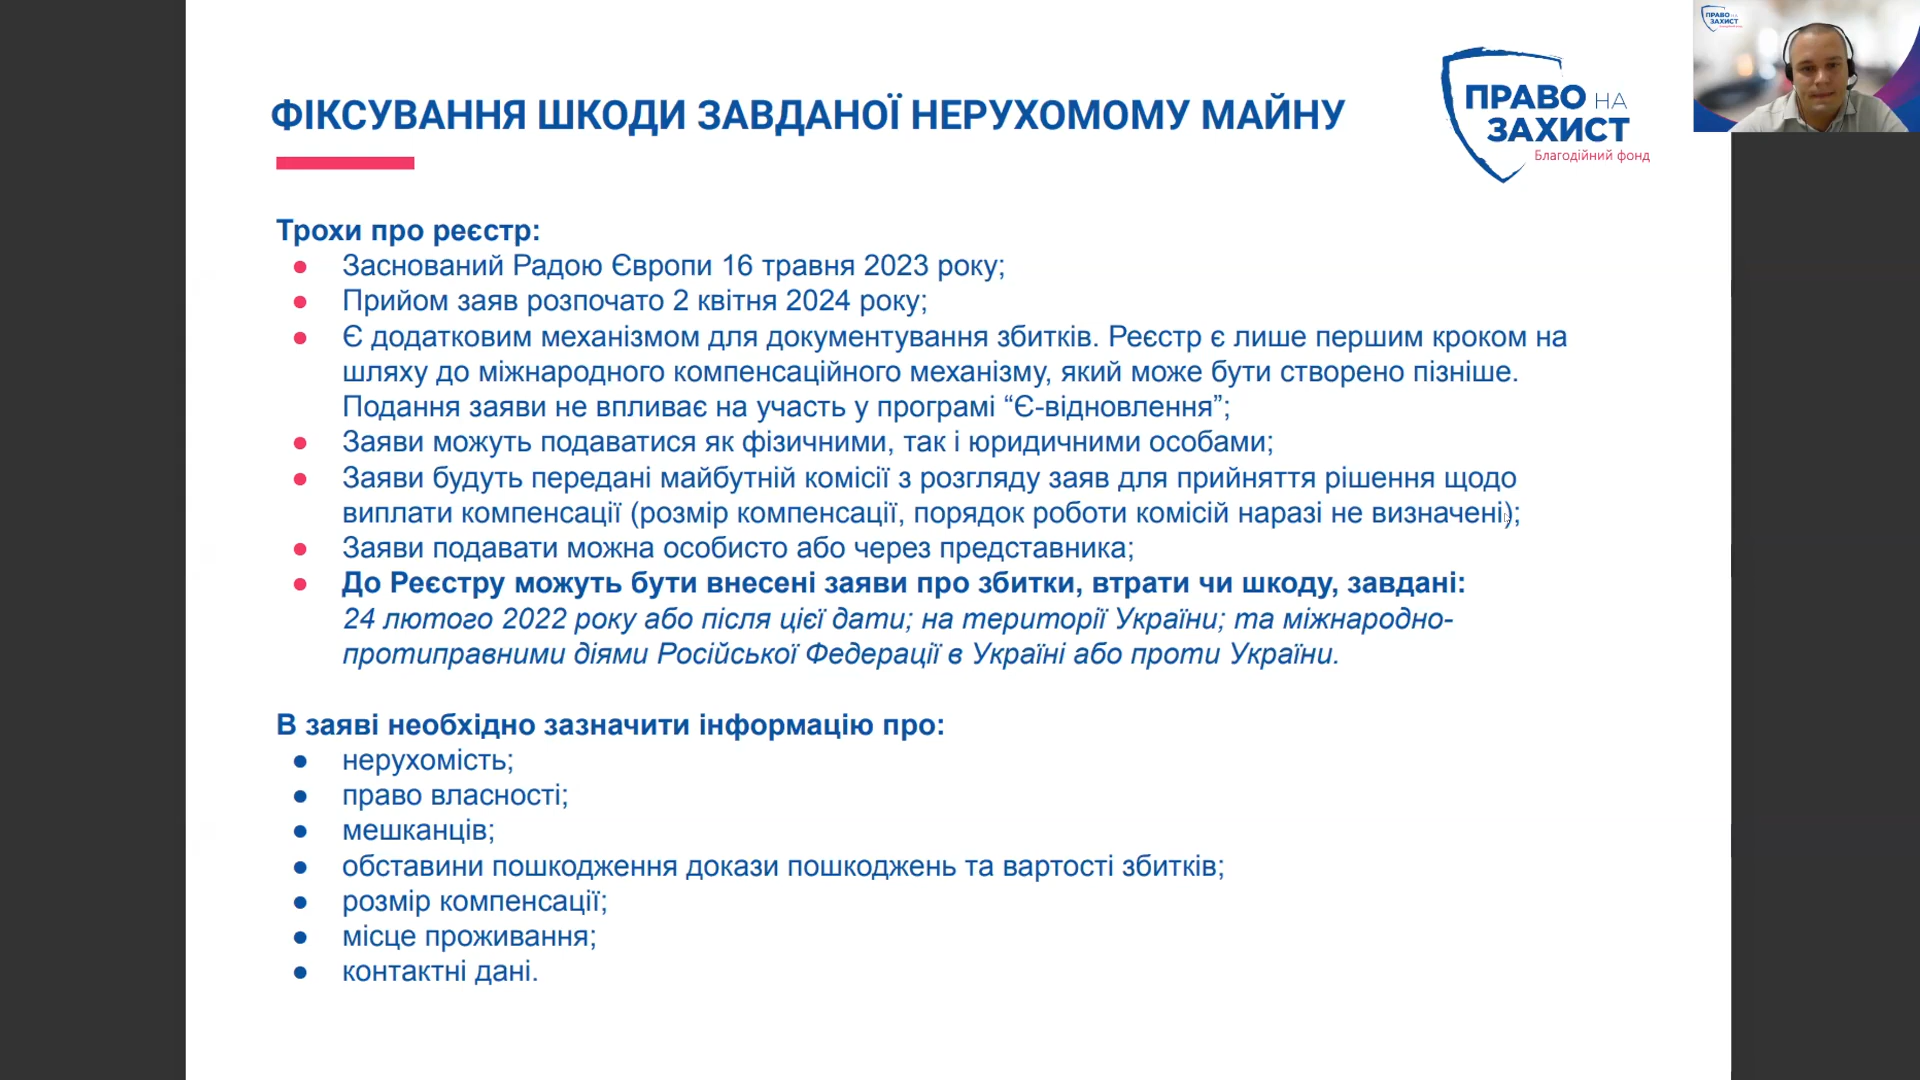 ФІКСУВАННЯ ШКОДИ ЗАВДАНОЇ НЕРУХОМОМУ МАЙНУ
ПРАВО НА
ЗАХИСТ
Благодійний фонд
ПРАВО НА
ЗАХИСТ
Трохи про реєстр:
● Заснований Радою Європи 16 травня 2023 року;
● Прийом заяв розпочато 2 квітня 2024 року;
● Є додатковим механізмом для документування збитків. Реєстр є лише першим кроком на
шляху до міжнародного компенсаційного механізму, який може бути створено пізніше.
Подання заяви не впливає на участь у програмі “Є-відновлення”;
● Заяви можуть подаватися як фізичними, так і юридичними особами;
● Заяви будуть передані майбутній комісії з розгляду заяв для прийняття рішення щодо
виплати компенсації (розмір компенсації, порядок роботи комісій наразі не визначені);
● Заяви подавати можна особисто або через представника;
● До Реєстру можуть бути внесені заяви про збитки, втрати чи шкоду, завдані:
24 лютого 2022 року або після цієї дати; на території України; та міжнародно-
протиправними діями Російської Федерації в Україні або проти України.
В заяві необхідно зазначити інформацію про:
● нерухомість;
● право власності;
● мешканців;
● обставини пошкодження докази пошкоджень та вартості збитків;
● розмір компенсації;
● місце проживання;
● контактні дані.